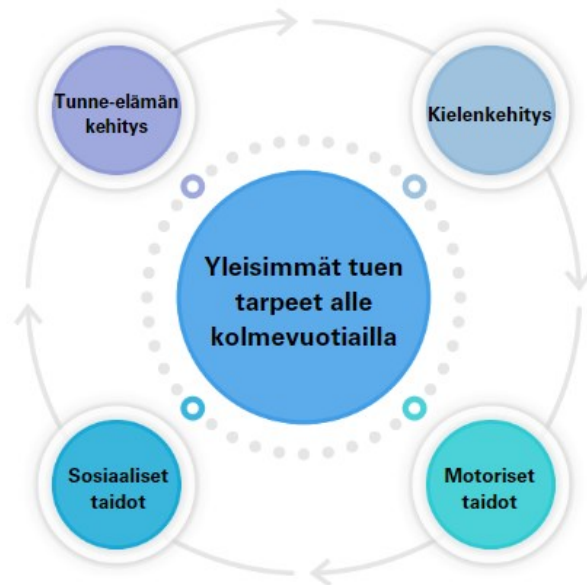 Tunne-elämän
kehitys
Kielenkehitys
Yleisimmät tuen
tarpeet alle
kolmevuotiailla
Sosiaaliset
taidot
Motoriset
taidot